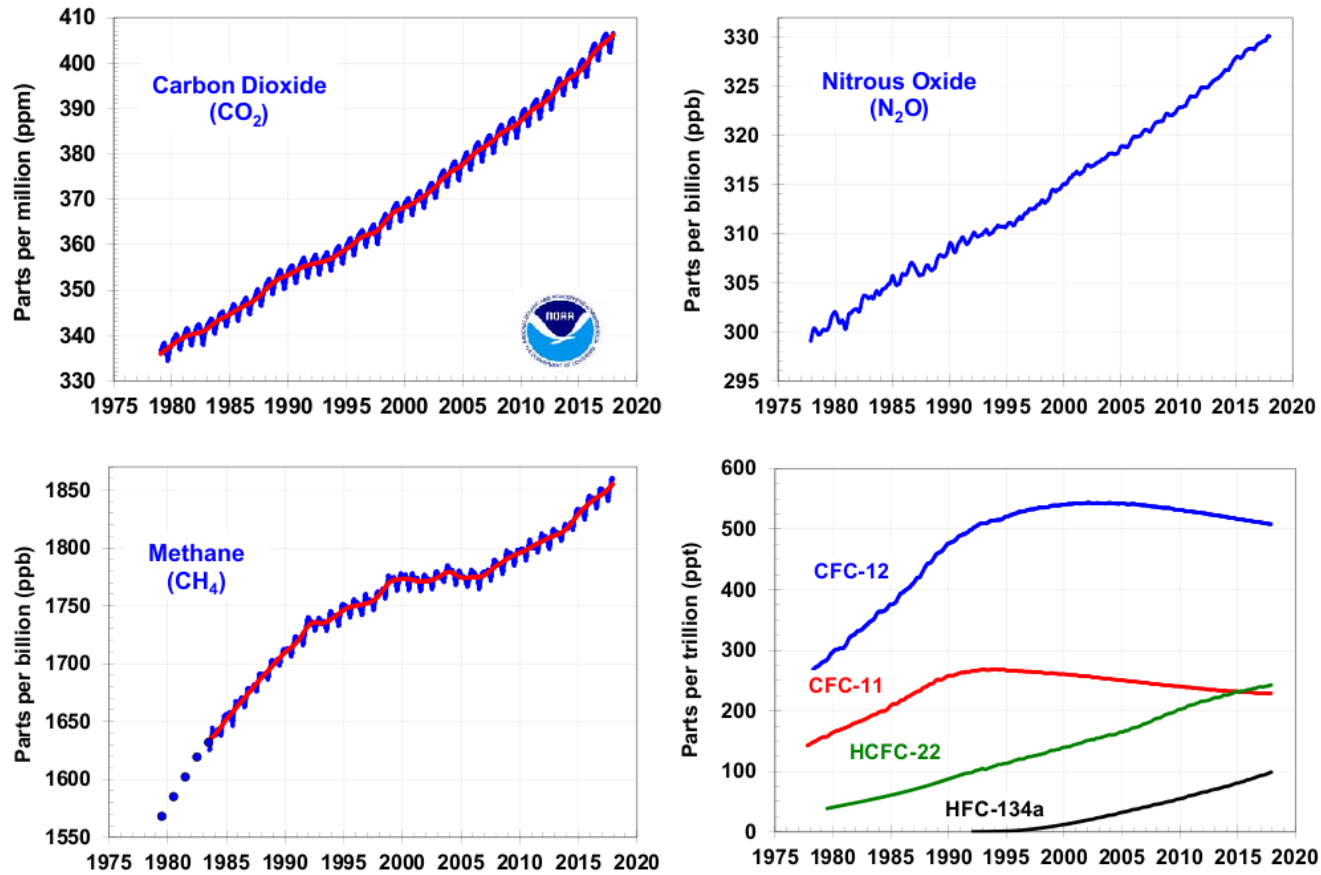 Parts per million (ppm)
410
400
390
380
370
360
350
340
330
Carbon Dioxide
(CO₂)
NOAA
1975 1980 1985 1990 1995 2000 2005 2010 2015 2020
Parts per billion (ppb)
330
325
320
315
310
305
300
295
Nitrous Oxide
(N₂O)
1975 1980 1985 1990 1995 2000 2005 2010 2015 2020
Parts per billion (ppb)
1850
1800
1750
1700
1650
1600
1550
Methane
(CH₄)
1975 1980 1985 1990 1995 2000 2005 2010 2015 2020
Parts per trillion (ppt)
600
500
400
300
200
100
0
CFC-12
CFC-11
HCFC-22
HFC-134a
1975 1980 1985 1990 1995 2000 2005 2010 2015 2020